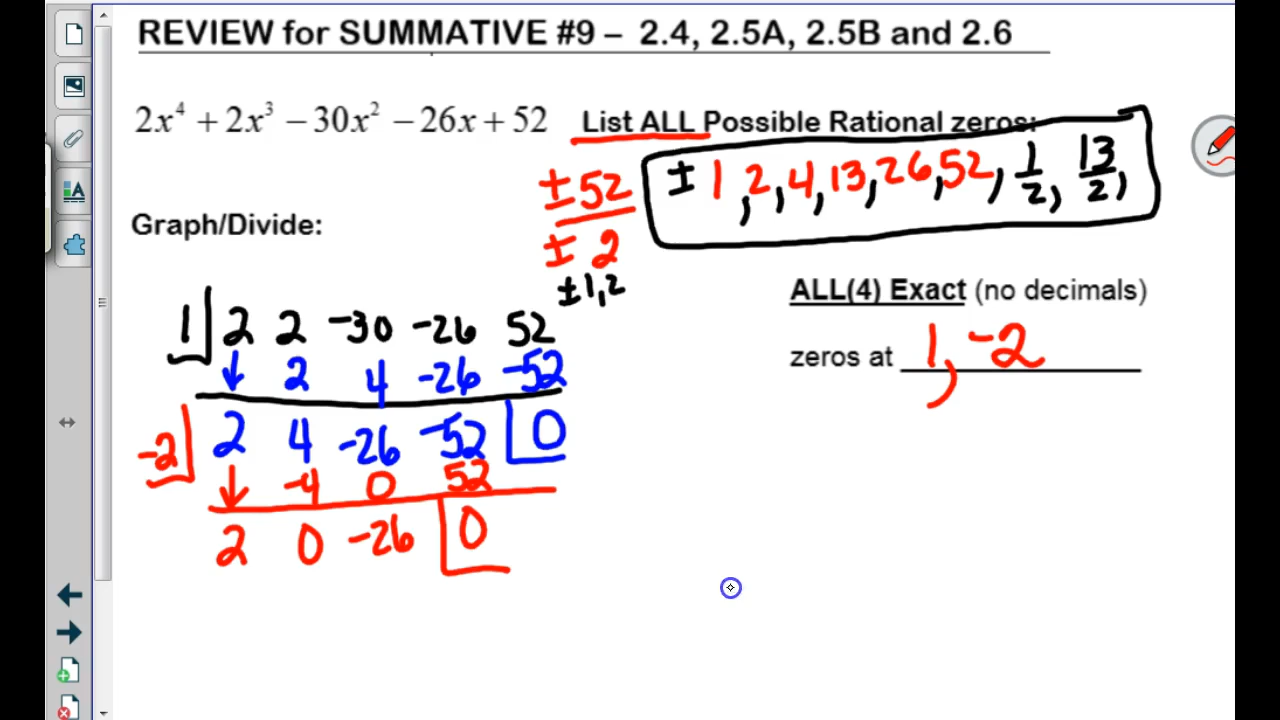 REVIEW for SUMMATIVE #9 – 2.4, 2.5A, 2.5B and 2.6
2x⁴ + 2x³ − 30x² − 26x + 52 List ALL Possible Rational zeros:
±52
± 2
±1,2
± 1, 2, 4, 13, 26, 52, 1/2, 13/2,
Graph/Divide:
ALL(4) Exact (no decimals)
zeros at 1, -2
1 2 2 -30 -26 52
↓ 2 4 -26 -52
-2 2 4 -26 -52 0
↓ -4 0 52
2 0 -26 0